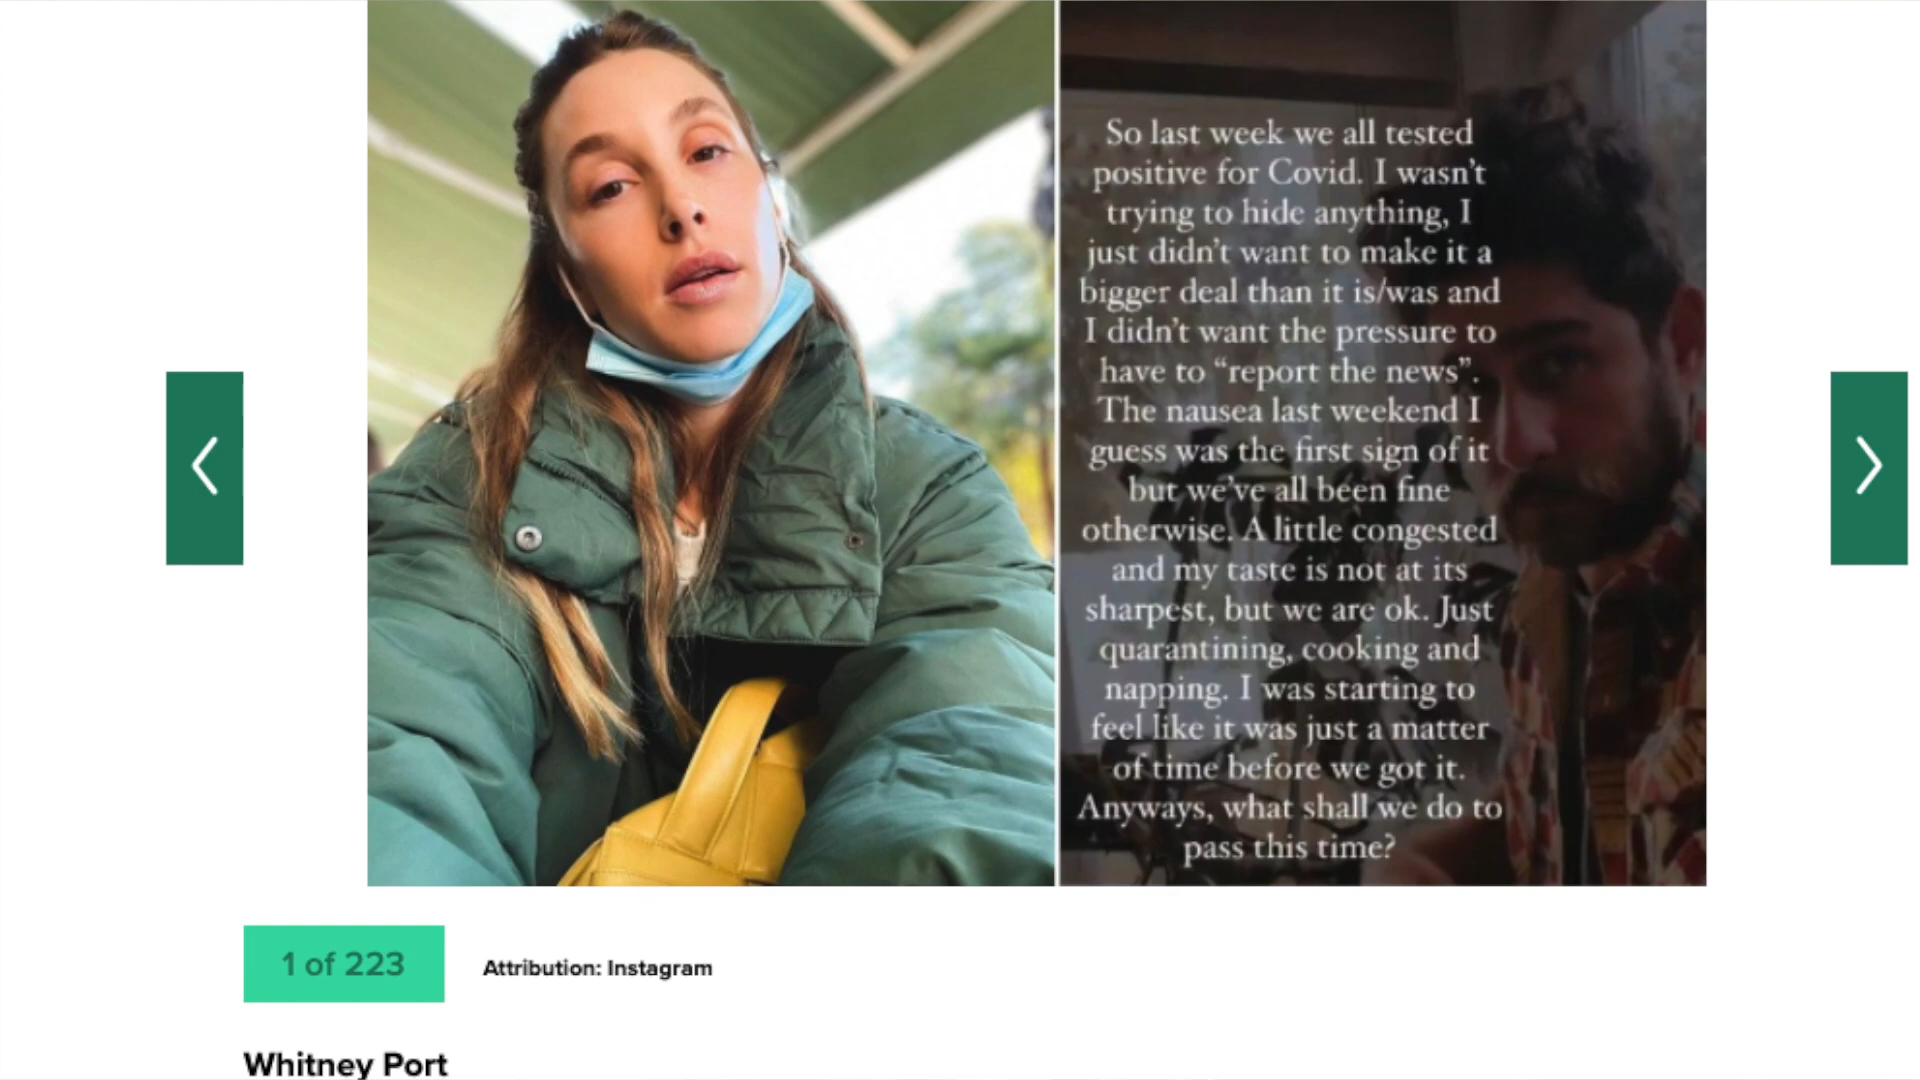 So last week we all tested
positive for Covid. I wasn't
trying to hide anything, I
just didn't want to make it a
bigger deal than it is/was and
I didn't want the pressure to
have to “report the news”.
The nausea last weekend I
guess was the first sign of it
but we've all been fine
otherwise. A little congested
and my taste is not at its
sharpest, but we are ok. Just
quarantining, cooking and
napping. I was starting to
feel like it was just a matter
of time before we got it.
Anyways, what shall we do to
pass this time?
1 of 223
Attribution: Instagram
Whitney Port